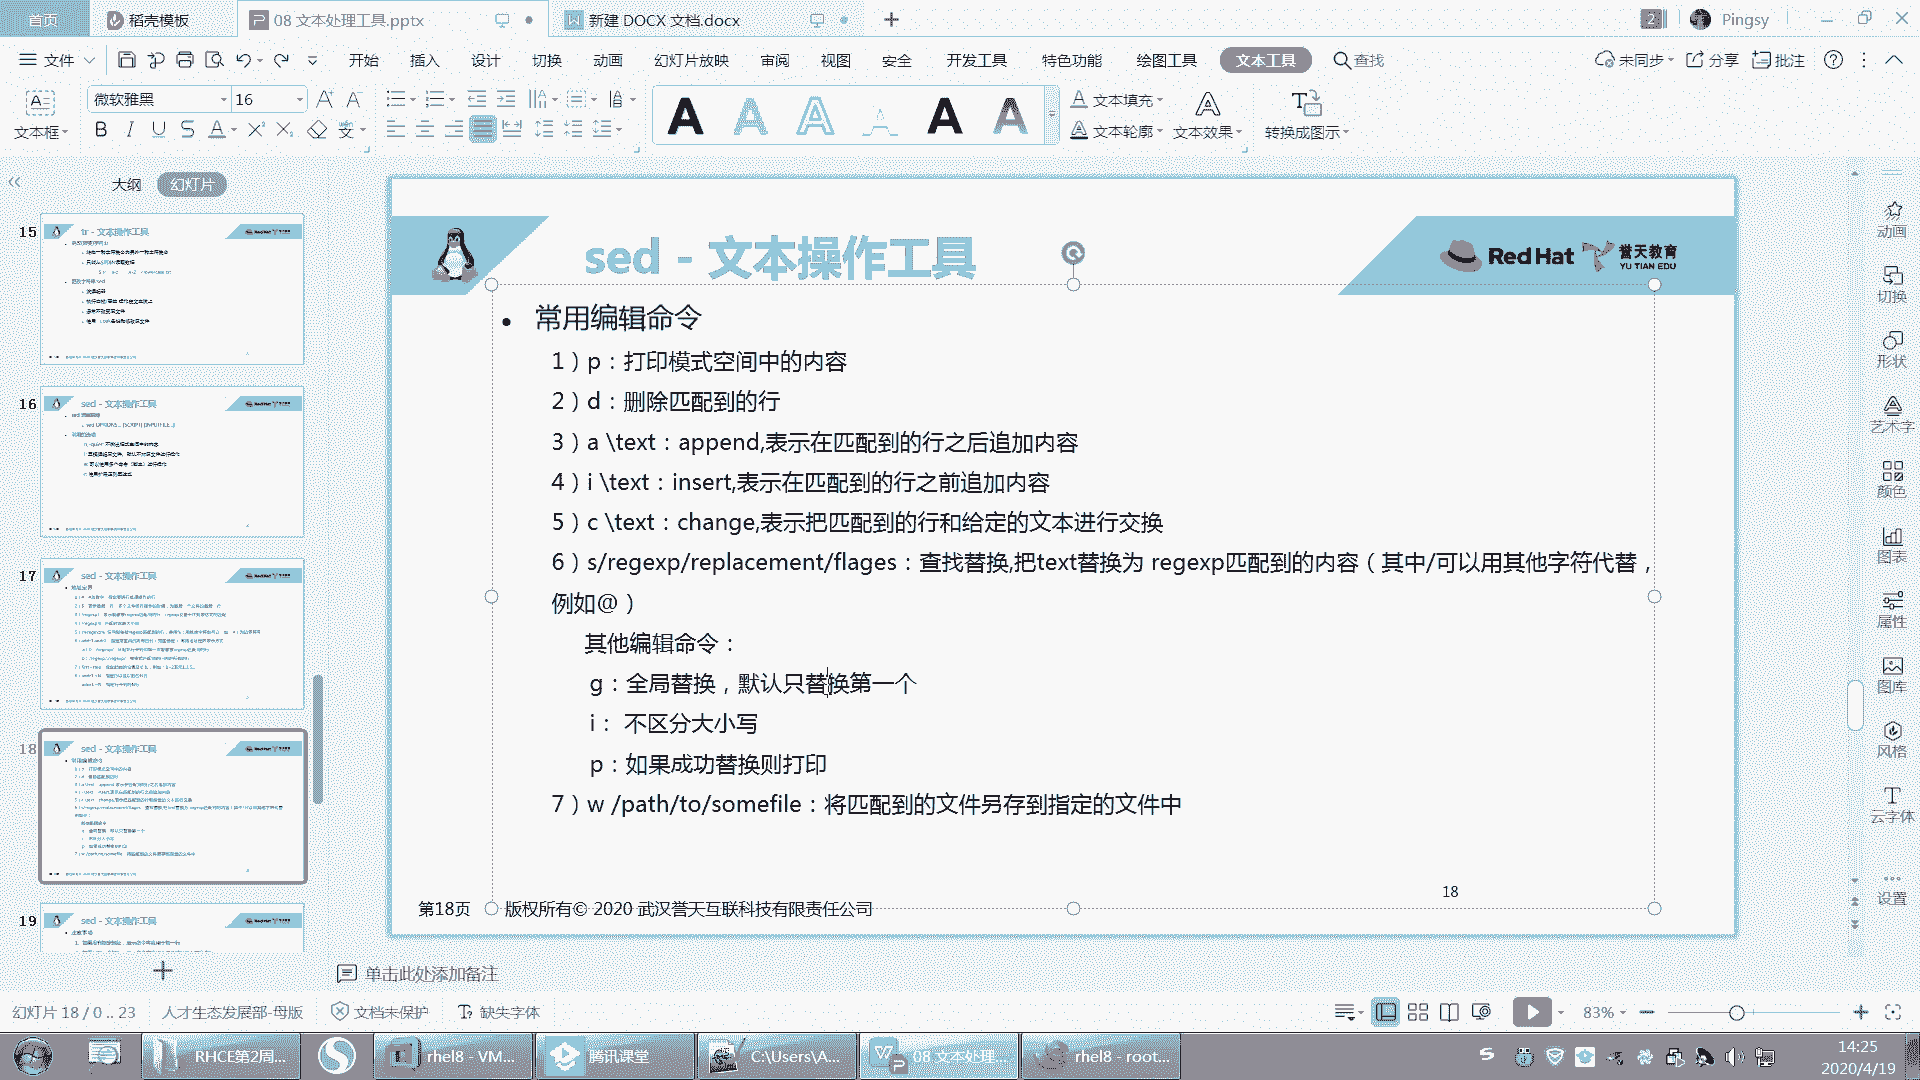 首页 稻壳模板 08 文本处理工具.pptx 新建 DOCX 文档.docx 2 Pingsy
文件 开始 插入 设计 切换 动画 幻灯片放映 审阅 视图 安全 开发工具 特色功能 绘图工具 文本工具 查找 未同步 分享 批注
文本框 微软雅黑 16 文本填充 文本轮廓 文本效果 转换成图示
大纲 幻灯片
15 tr - 文本操作工具
16 sed - 文本操作工具
17 sed - 文本操作工具
18 sed - 文本操作工具
19 sed - 文本操作工具
sed - 文本操作工具
Red Hat 誉天教育
YU TIAN EDU
• 常用编辑命令
1）p：打印模式空间中的内容
2）d：删除匹配到的行
3）a \text：append,表示在匹配到的行之后追加内容
4）i \text：insert,表示在匹配到的行之前追加内容
5）c \text：change,表示把匹配到的行和给定的文本进行交换
6）s/regexp/replacement/flages：查找替换,把text替换为 regexp匹配到的内容（其中/可以用其他字符代替，
例如@）
其他编辑命令：
g：全局替换，默认只替换第一个
i： 不区分大小写
p：如果成功替换则打印
7）w /path/to/somefile：将匹配到的文件另存到指定的文件中
18
第18页 版权所有© 2020 武汉誉天互联科技有限责任公司
动画
切换
形状
艺术字
颜色
图表
属性
图库
风格
云字体
设置
单击此处添加备注
幻灯片 18 / 0 .. 23 人才生态发展部-母版 文档未保护 缺失字体 83%
RHCE第2周... rhel8 - VM... 腾讯课堂 C:\Users\A... 08 文本处理... rhel8 - root...
14:25
2020/4/19